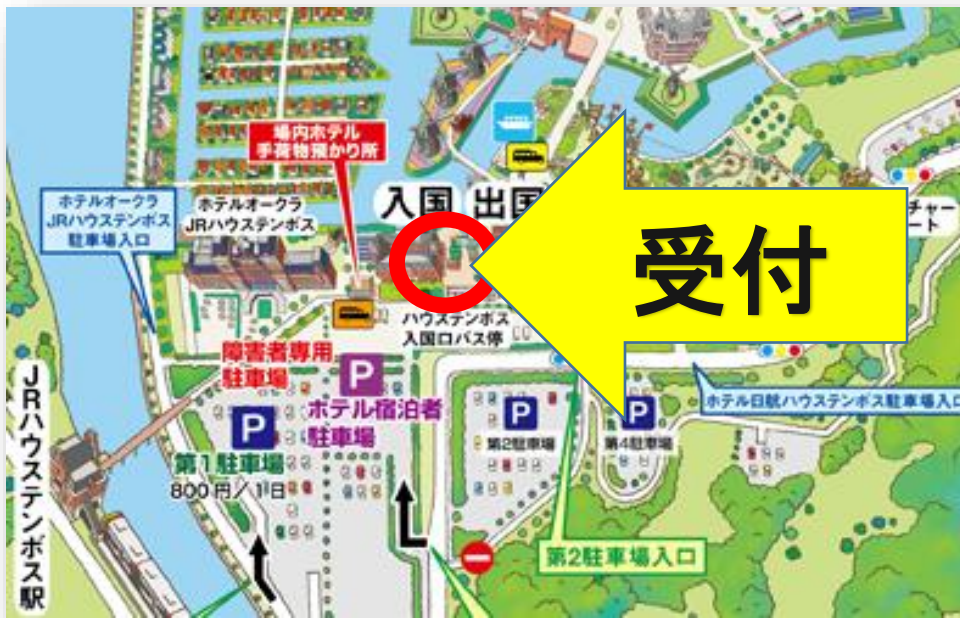 場内ホテル
手荷物預かり所
入国
出国
受付
ホテルオークラ
JRハウステンボス
駐車場入口
ホテルオークラ
JRハウステンボス
ハウステンボス
入国口バス停
障害者専用
駐車場
P
ホテル宿泊者
駐車場
P
第1駐車場
800円/1日
P
第2駐車場
P
第4駐車場
ホテル日航ハウステンボス駐車場入口
第2駐車場入口
JRハウステンボス駅
チャー
ート